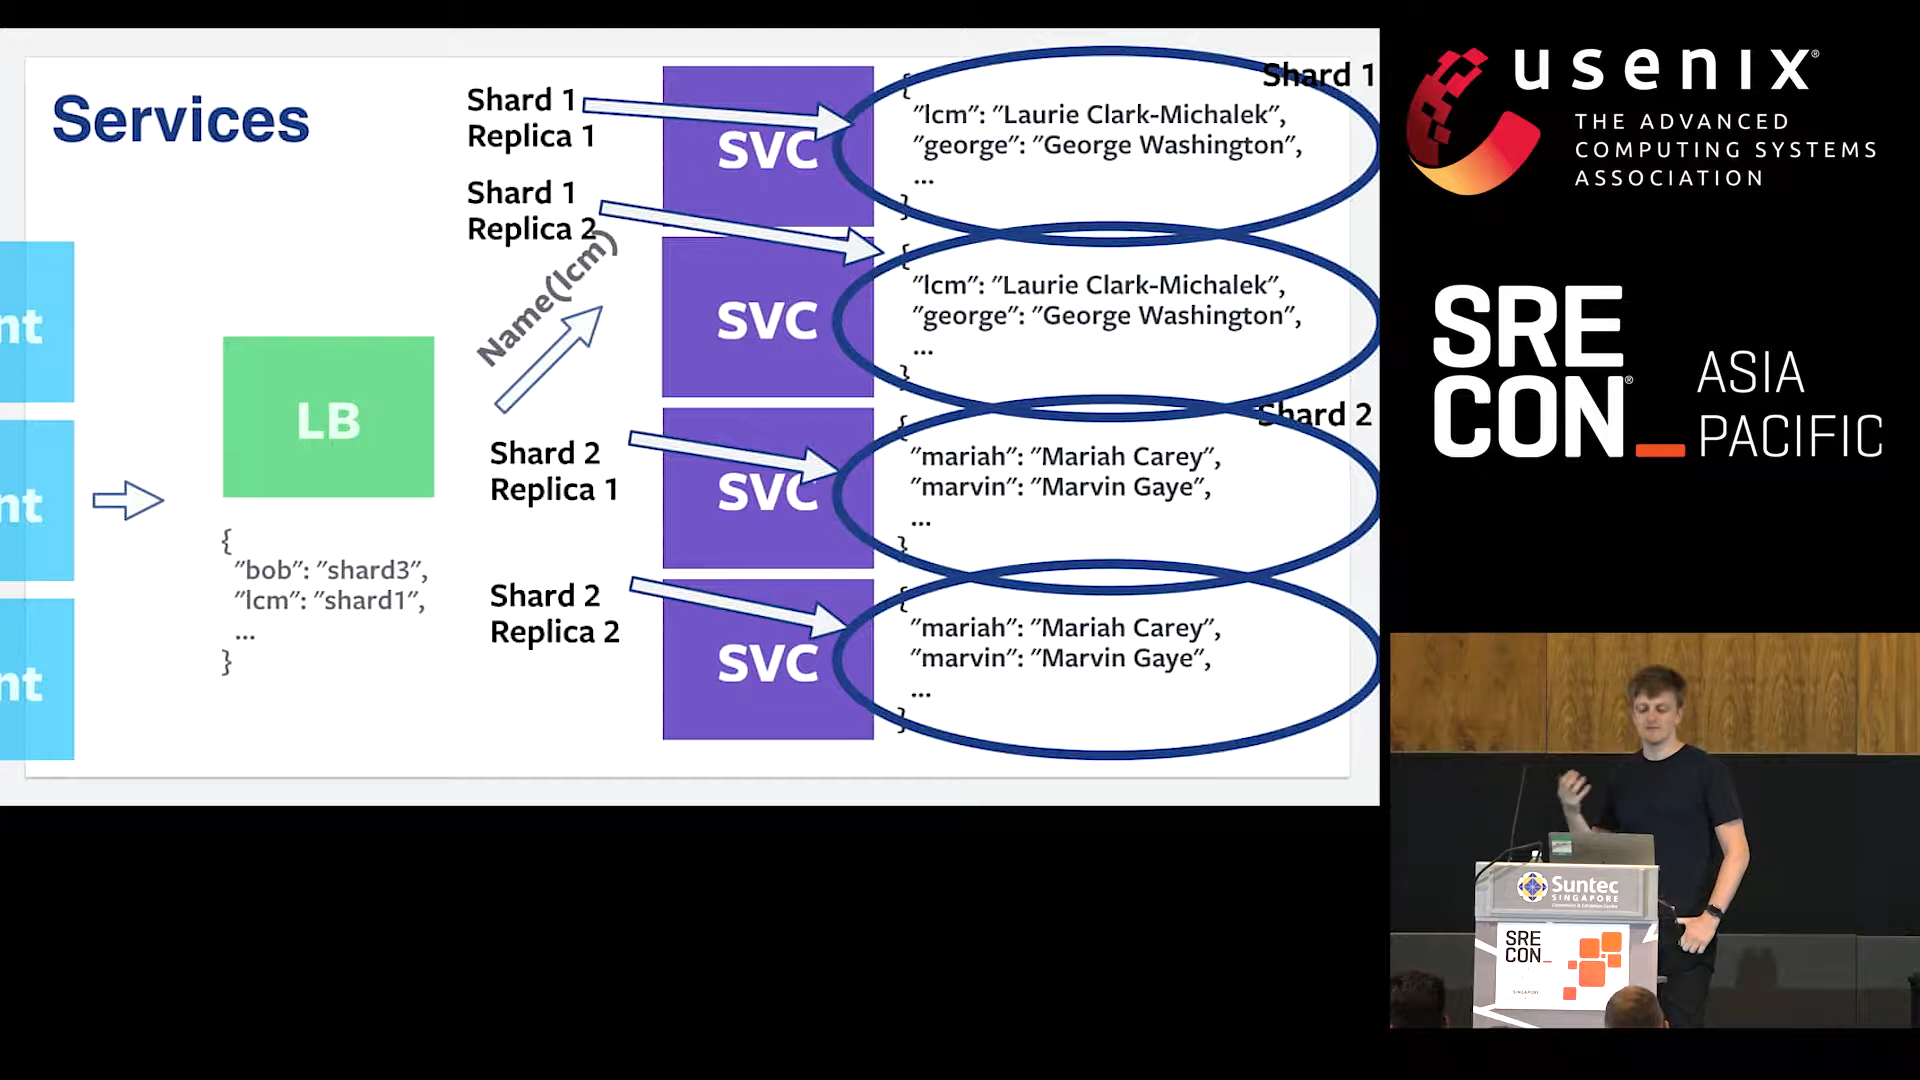 Services
Shard 1
Replica 1
Shard 1
Replica 2
Name(lcm)
nt
nt
nt
LB
{
"bob": "shard3",
"lcm": "shard1",
...
}
Shard 2
Replica 1
Shard 2
Replica 2
SVC
SVC
SVC
SVC
Shard 1
{
"lcm": "Laurie Clark-Michalek",
"george": "George Washington",
...
}
{
"lcm": "Laurie Clark-Michalek",
"george": "George Washington",
...
}
Shard 2
{
"mariah": "Mariah Carey",
"marvin": "Marvin Gaye",
...
}
{
"mariah": "Mariah Carey",
"marvin": "Marvin Gaye",
...
}
usenix®
THE ADVANCED
COMPUTING SYSTEMS
ASSOCIATION
SRE
CON®_
ASIA
PACIFIC
Suntec
SINGAPORE
SRE
CON_
SINGAPORE